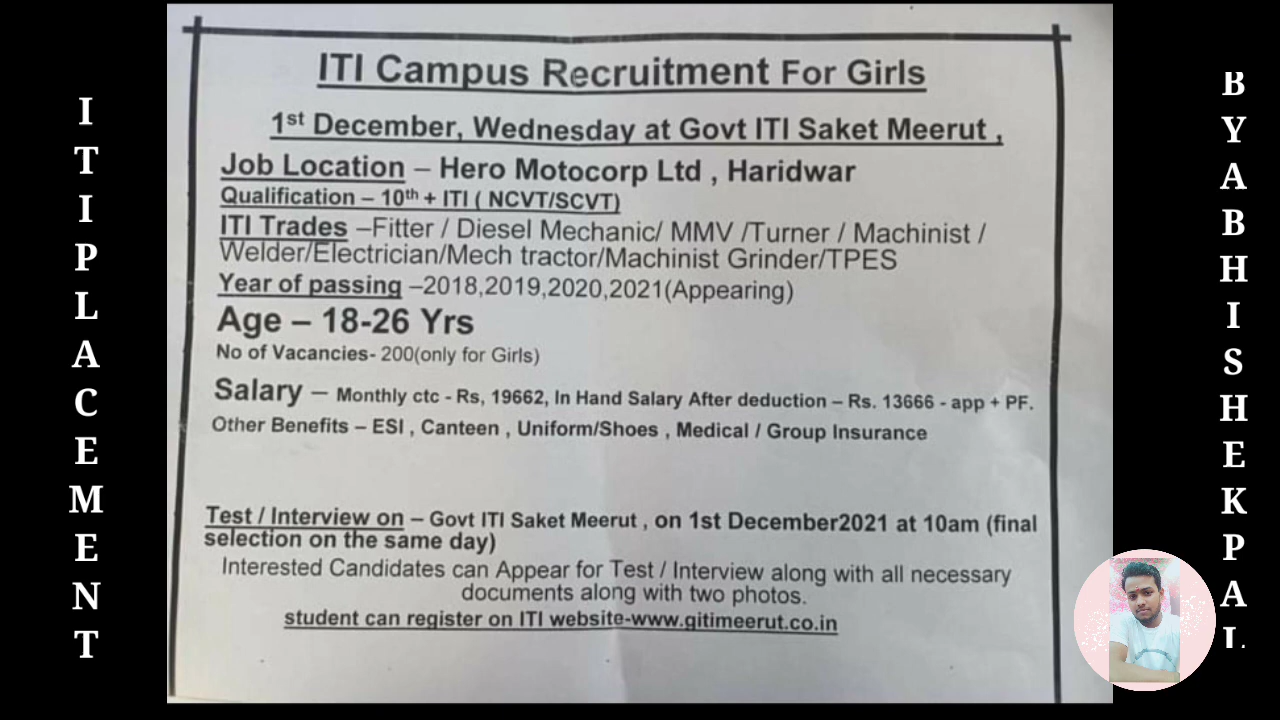 ITI PLACEMENT
ITI Campus Recruitment For Girls
1st December, Wednesday at Govt ITI Saket Meerut ,
Job Location – Hero Motocorp Ltd , Haridwar
Qualification – 10th + ITI ( NCVT/SCVT)
ITI Trades –Fitter / Diesel Mechanic/ MMV /Turner / Machinist /
Welder/Electrician/Mech tractor/Machinist Grinder/TPES
Year of passing –2018,2019,2020,2021(Appearing)
Age – 18-26 Yrs
No of Vacancies- 200(only for Girls)
Salary – Monthly ctc - Rs, 19662, In Hand Salary After deduction – Rs. 13666 - app + PF.
Other Benefits – ESI , Canteen , Uniform/Shoes , Medical / Group Insurance
Test / Interview on – Govt ITI Saket Meerut , on 1st December2021 at 10am (final
selection on the same day)
Interested Candidates can Appear for Test / Interview along with all necessary
documents along with two photos.
student can register on ITI website-www.gitimeerut.co.in
BY ABHISHEK PAL